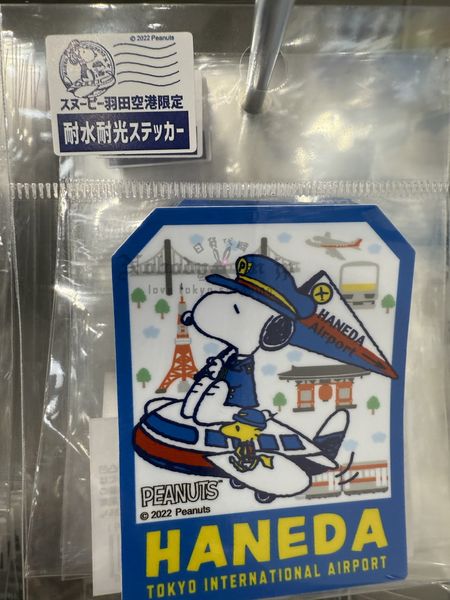 © 2022 Peanuts
スヌーピー羽田空港限定
耐水耐光ステッカー
P
HANEDA
Airport
PEANUTS™
© 2022 Peanuts
HANEDA
TOKYO INTERNATIONAL AIRPORT